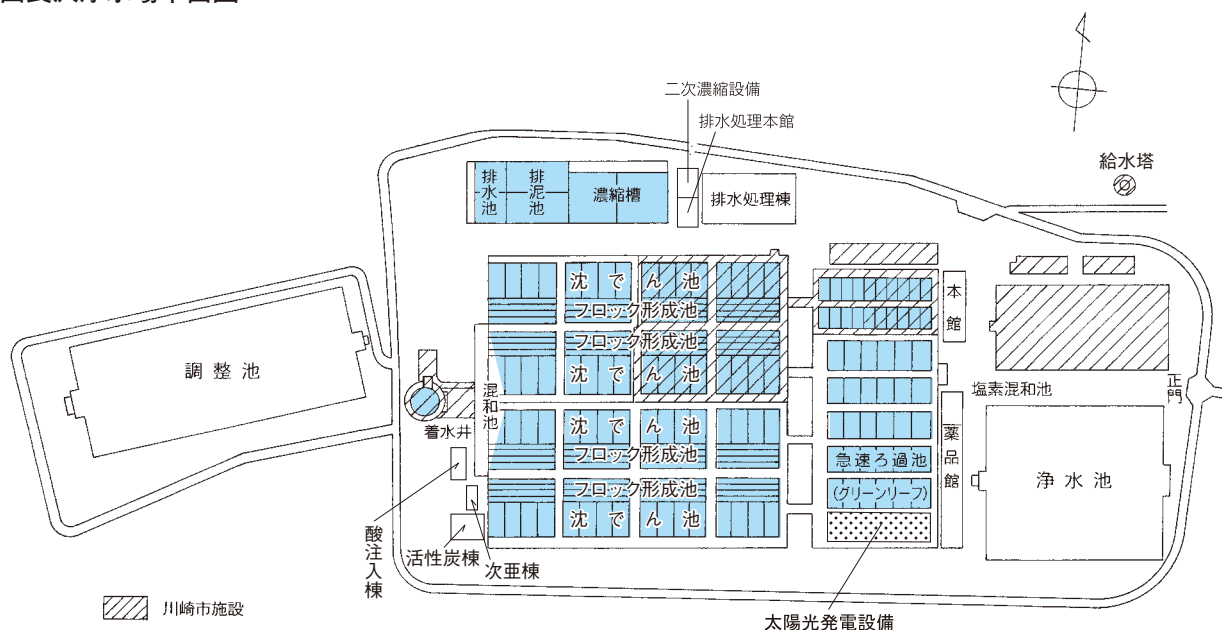 二次濃縮設備
排水処理本館
給水塔
排水池
排泥池
濃縮槽
排水処理棟
沈でん池
フロック形成池
フロック形成池
沈でん池
本館
調整池
混和池
着水井
塩素混和池
正門
沈でん池
フロック形成池
フロック形成池
沈でん池
急速ろ過池
(グリーンリーフ)
薬品館
浄水池
酸注入棟
活性炭棟
次亜棟
太陽光発電設備
川崎市施設